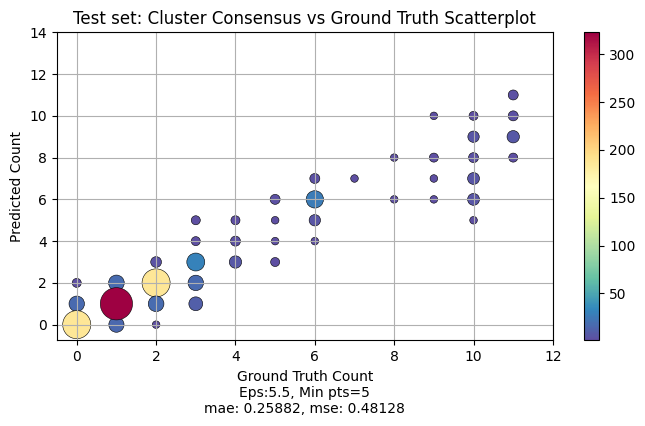 Test set: Cluster Consensus vs Ground Truth Scatterplot
14
12
10
8
6
4
2
0
Predicted Count
0 2 4 6 8 10 12
Ground Truth Count
Eps:5.5, Min pts=5
mae: 0.25882, mse: 0.48128
300
250
200
150
100
50